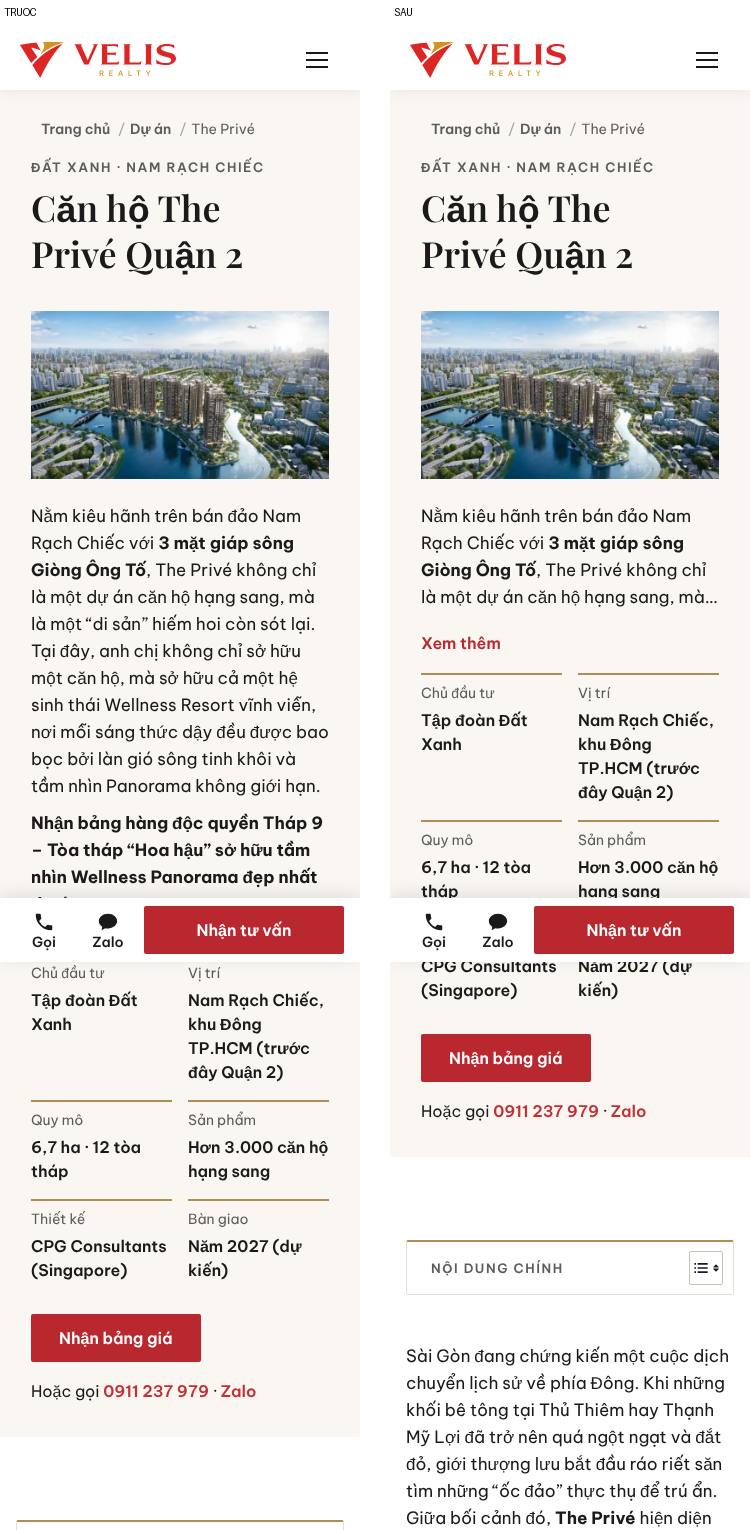 TRUOC
VELIS
REALTY
Trang chủ / Dự án / The Privé
ĐẤT XANH · NAM RẠCH CHIẾC
Căn hộ The
Privé Quận 2
Nằm kiêu hãnh trên bán đảo Nam
Rạch Chiếc với 3 mặt giáp sông
Giòng Ông Tố, The Privé không chỉ
là một dự án căn hộ hạng sang, mà
là một “di sản” hiếm hoi còn sót lại.
Tại đây, anh chị không chỉ sở hữu
một căn hộ, mà sở hữu cả một hệ
sinh thái Wellness Resort vĩnh viễn,
nơi mỗi sáng thức dậy đều được bao
bọc bởi làn gió sông tinh khôi và
tầm nhìn Panorama không giới hạn.
Nhận bảng hàng độc quyền Tháp 9
– Tòa tháp “Hoa hậu” sở hữu tầm
nhìn Wellness Panorama đẹp nhất
Gọi
Zalo
Nhận tư vấn
Chủ đầu tư
Tập đoàn Đất
Xanh
Vị trí
Nam Rạch Chiếc,
khu Đông
TP.HCM (trước
đây Quận 2)
Quy mô
6,7 ha · 12 tòa
tháp
Sản phẩm
Hơn 3.000 căn hộ
hạng sang
Thiết kế
CPG Consultants
(Singapore)
Bàn giao
Năm 2027 (dự
kiến)
Nhận bảng giá
Hoặc gọi 0911 237 979 · Zalo
SAU
VELIS
REALTY
Trang chủ / Dự án / The Privé
ĐẤT XANH · NAM RẠCH CHIẾC
Căn hộ The
Privé Quận 2
Nằm kiêu hãnh trên bán đảo Nam
Rạch Chiếc với 3 mặt giáp sông
Giòng Ông Tố, The Privé không chỉ
là một dự án căn hộ hạng sang, mà...
Xem thêm
Chủ đầu tư
Tập đoàn Đất
Xanh
Vị trí
Nam Rạch Chiếc,
khu Đông
TP.HCM (trước
đây Quận 2)
Quy mô
6,7 ha · 12 tòa
tháp
Sản phẩm
Hơn 3.000 căn hộ
hạng sang
Gọi
Zalo
Nhận tư vấn
CPG Consultants
(Singapore)
Năm 2027 (dự
kiến)
Nhận bảng giá
Hoặc gọi 0911 237 979 · Zalo
NỘI DUNG CHÍNH
Sài Gòn đang chứng kiến một cuộc dịch
chuyển lịch sử về phía Đông. Khi những
khối bê tông tại Thủ Thiêm hay Thạnh
Mỹ Lợi đã trở nên quá ngột ngạt và đắt
đỏ, giới thượng lưu bắt đầu ráo riết săn
tìm những “ốc đảo” thực thụ để trú ẩn.
Giữa bối cảnh đó, The Privé hiện diện